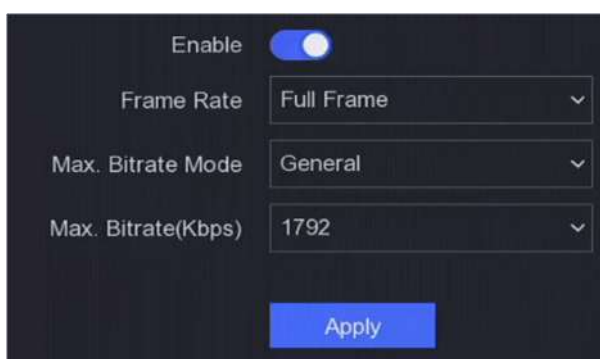 Enable
Frame Rate Full Frame
Max. Bitrate Mode General
Max. Bitrate(Kbps) 1792
Apply